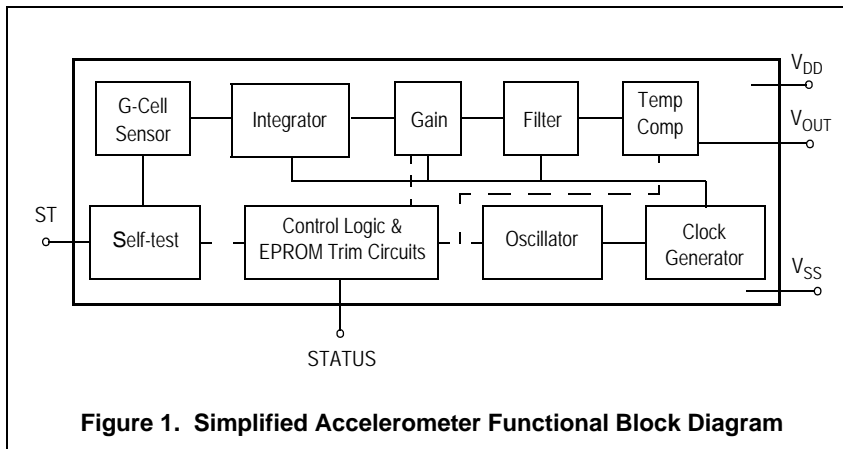 V_DD
G-Cell
Sensor
Integrator
Gain
Filter
Temp
Comp
V_OUT
ST
Self-test
Control Logic &
EPROM Trim Circuits
Oscillator
Clock
Generator
V_SS
STATUS
Figure 1. Simplified Accelerometer Functional Block Diagram